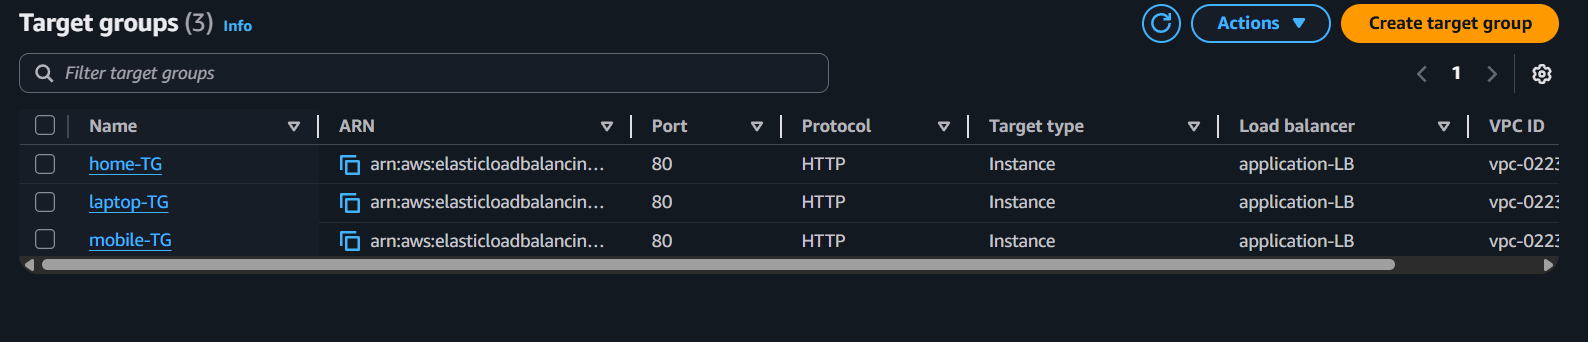 Target groups (3) Info
Actions
Create target group
Filter target groups
1
Name ARN Port Protocol Target type Load balancer VPC ID
home-TG arn:aws:elasticloadbalancin... 80 HTTP Instance application-LB vpc-0223
laptop-TG arn:aws:elasticloadbalancin... 80 HTTP Instance application-LB vpc-0223
mobile-TG arn:aws:elasticloadbalancin... 80 HTTP Instance application-LB vpc-0223